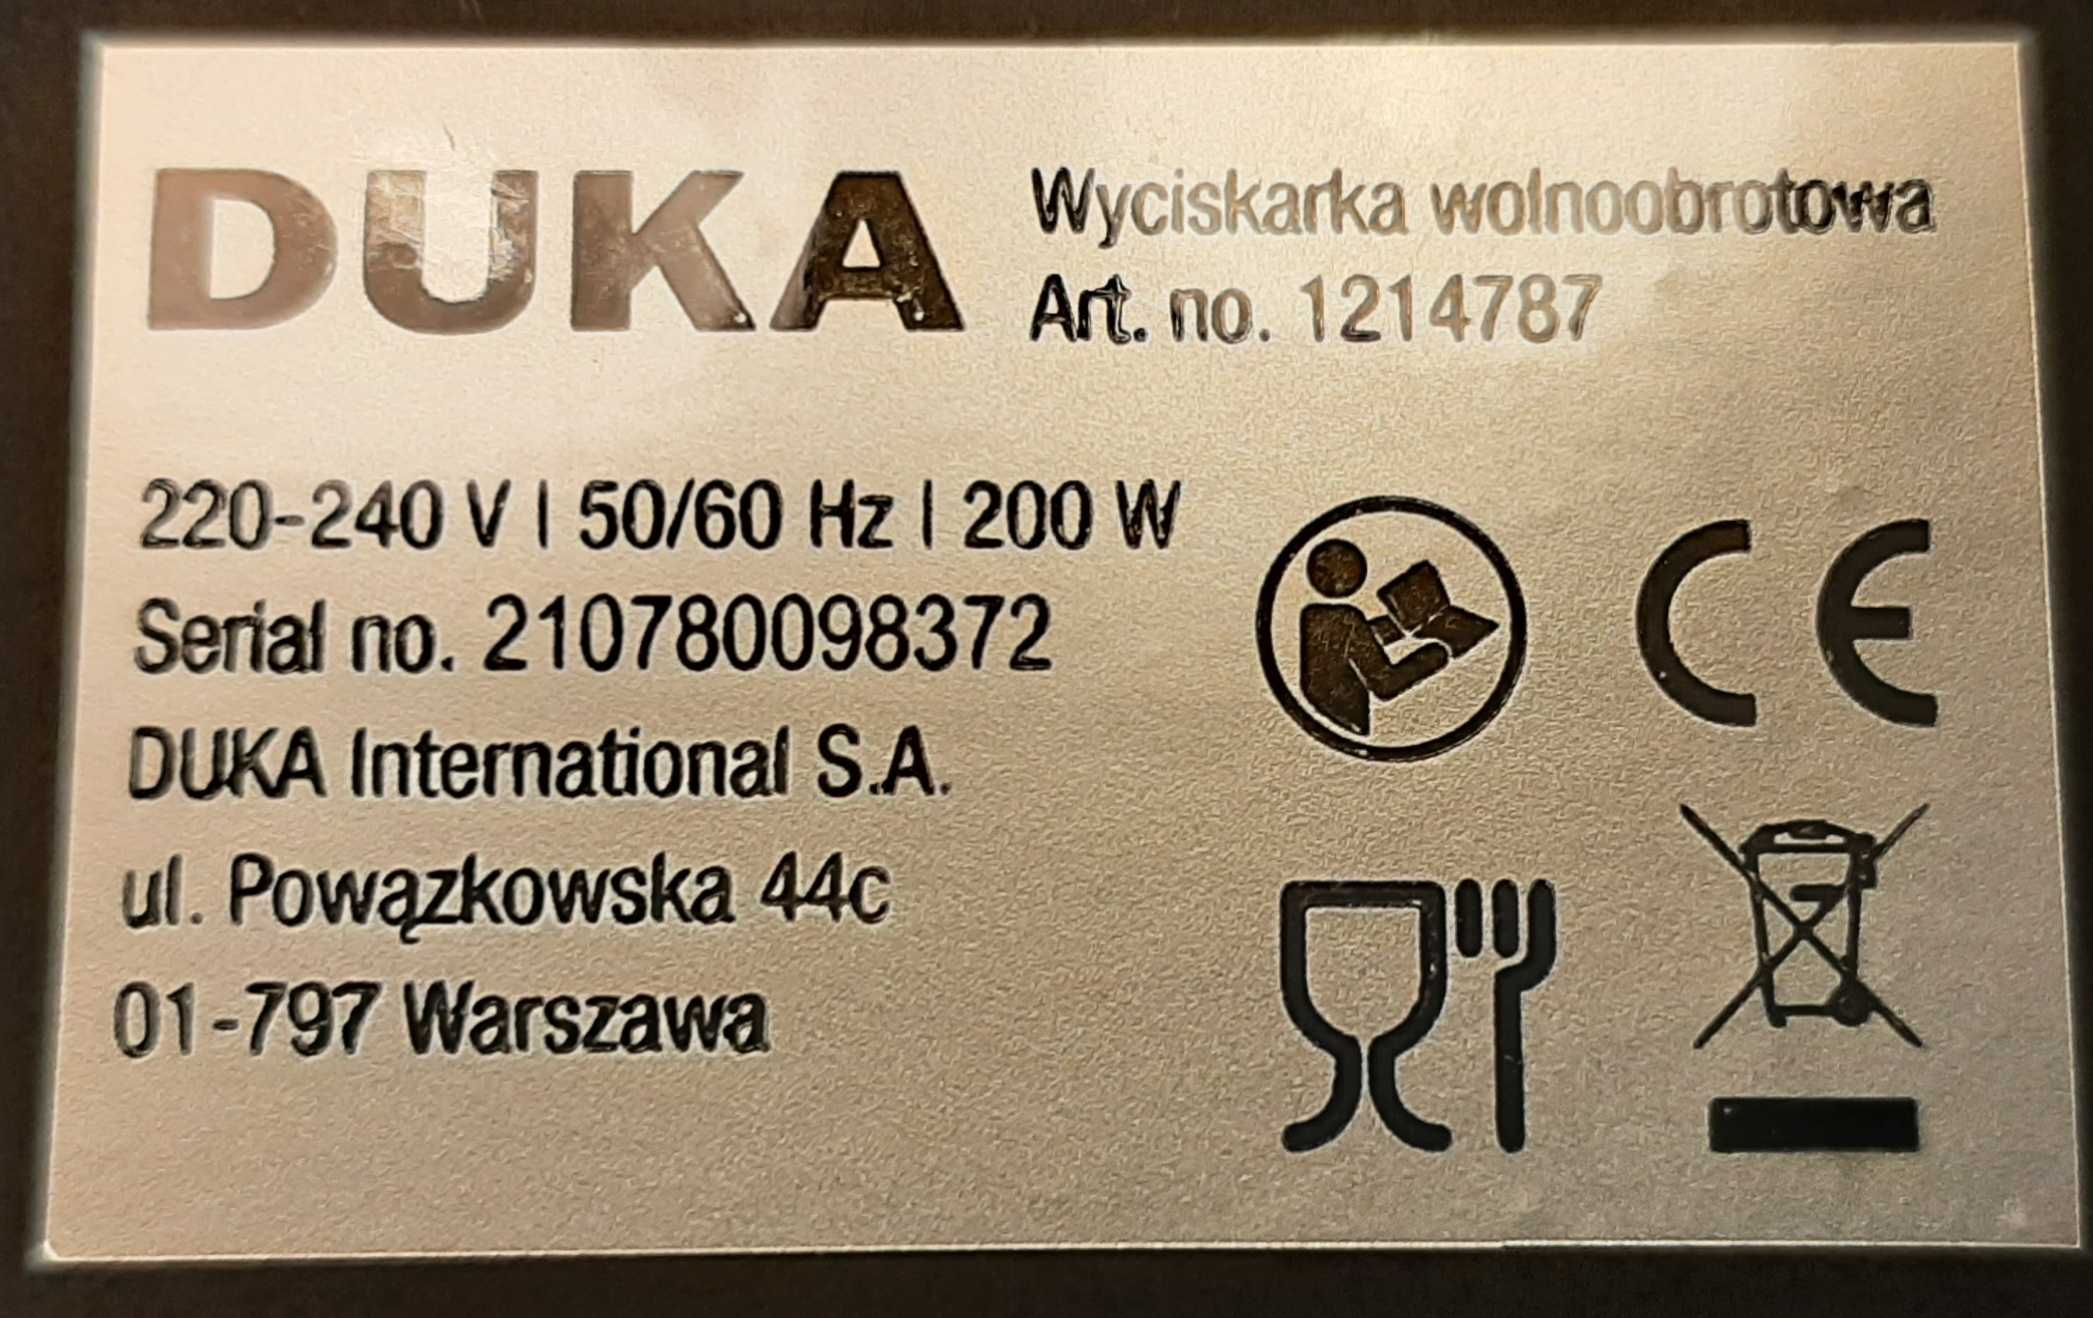 DUKA
Wyciskarka wolnoobrotowa
Art. no. 1214787
220-240 V | 50/60 Hz | 200 W
Serial no. 210780098372
DUKA International S.A.
ul. Powązkowska 44c
01-797 Warszawa
CE